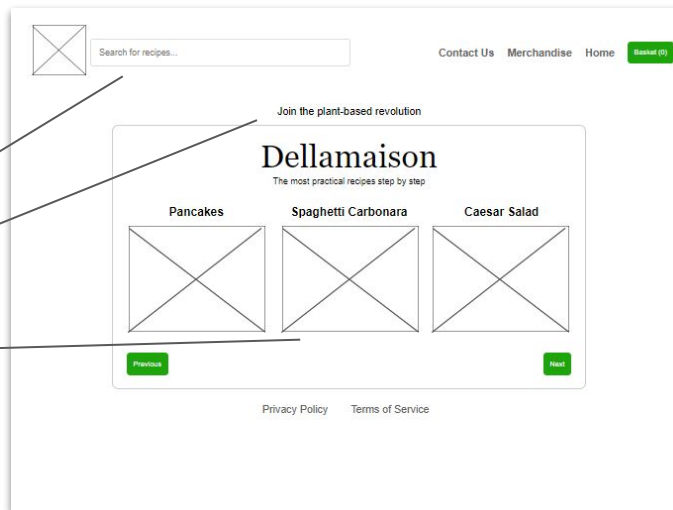 Search for recipes...
Contact Us Merchandise Home Basket (0)
Join the plant-based revolution
Dellamaison
The most practical recipes step by step
Pancakes Spaghetti Carbonara Caesar Salad
Previous Next
Privacy Policy Terms of Service